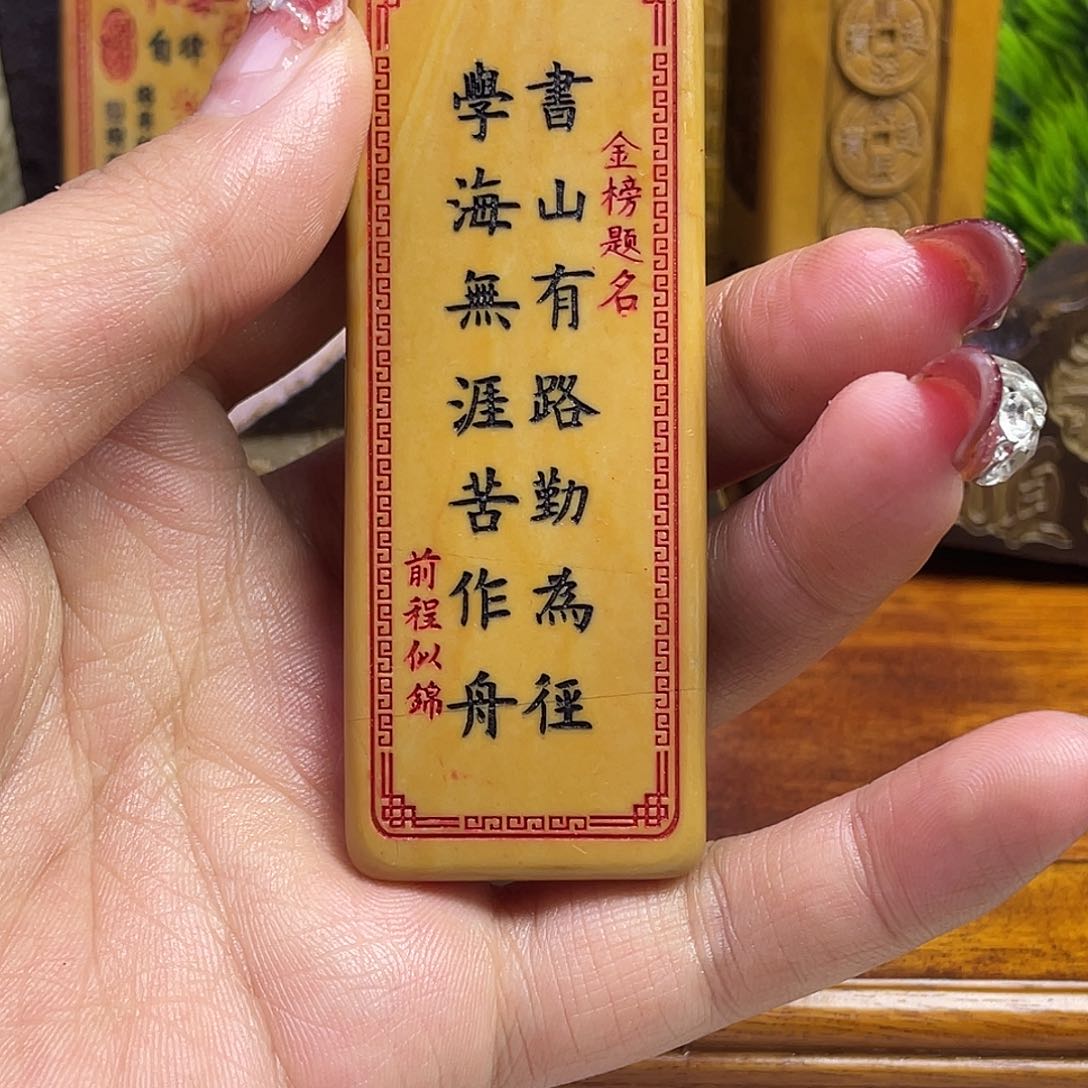 金榜题名
書山有路勤為徑
學海無涯苦作舟
前程似錦